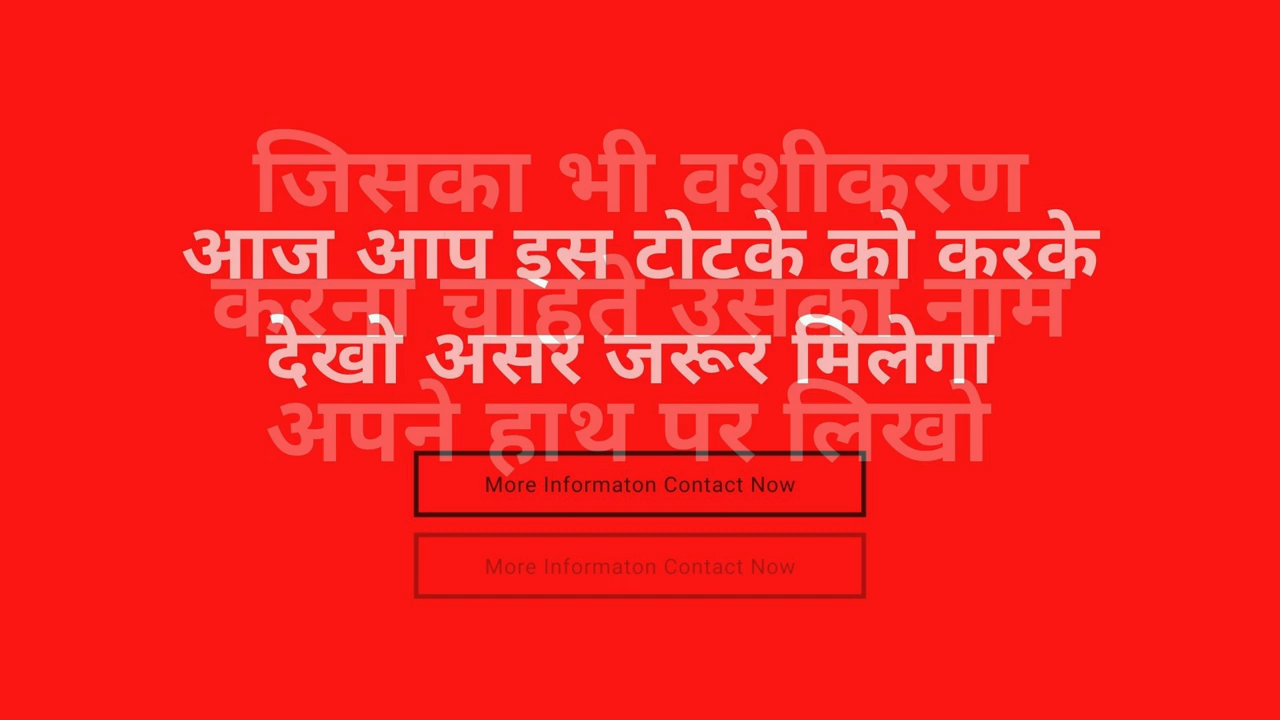 जिसका भी वशीकरण
आज आप इस टोटके को करके
करना चाहते उसका नाम
देखो असर जरूर मिलेगा
अपने हाथ पर लिखो
More Informaton Contact Now
More Informaton Contact Now